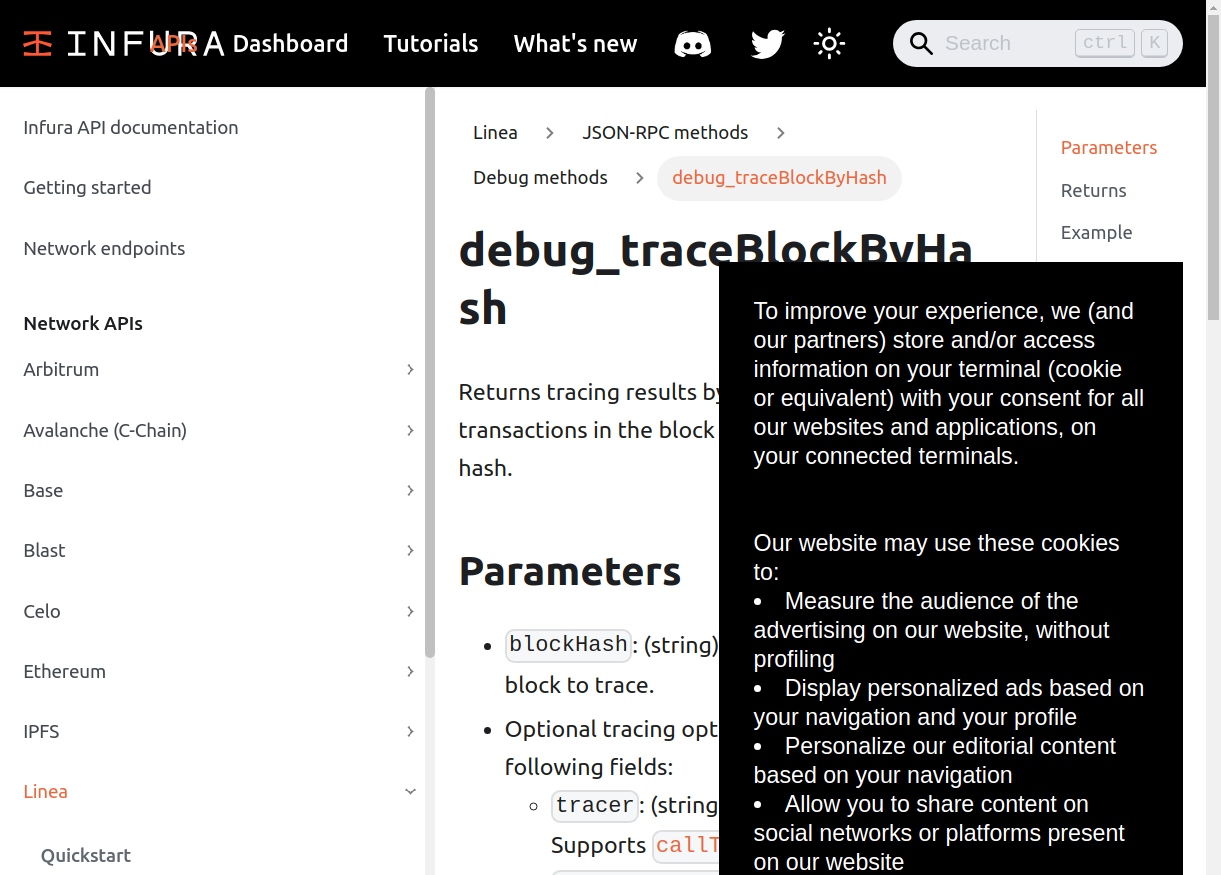 INFURA APIs Dashboard Tutorials What's new Search ctrl K
Infura API documentation
Getting started
Network endpoints
Network APIs
Arbitrum
Avalanche (C-Chain)
Base
Blast
Celo
Ethereum
IPFS
Linea
Quickstart
Linea
JSON-RPC methods
Debug methods
debug_traceBlockByHash
debug_traceBlockByHa
sh
Returns tracing results by
transactions in the block
hash.
Parameters
• blockHash: (string)
block to trace.
• Optional tracing opt
following fields:
tracer: (string
Supports callT
Parameters
Returns
Example
To improve your experience, we (and
our partners) store and/or access
information on your terminal (cookie
or equivalent) with your consent for all
our websites and applications, on
your connected terminals.
Our website may use these cookies
to:
• Measure the audience of the
advertising on our website, without
profiling
• Display personalized ads based on
your navigation and your profile
• Personalize our editorial content
based on your navigation
• Allow you to share content on
social networks or platforms present
on our website